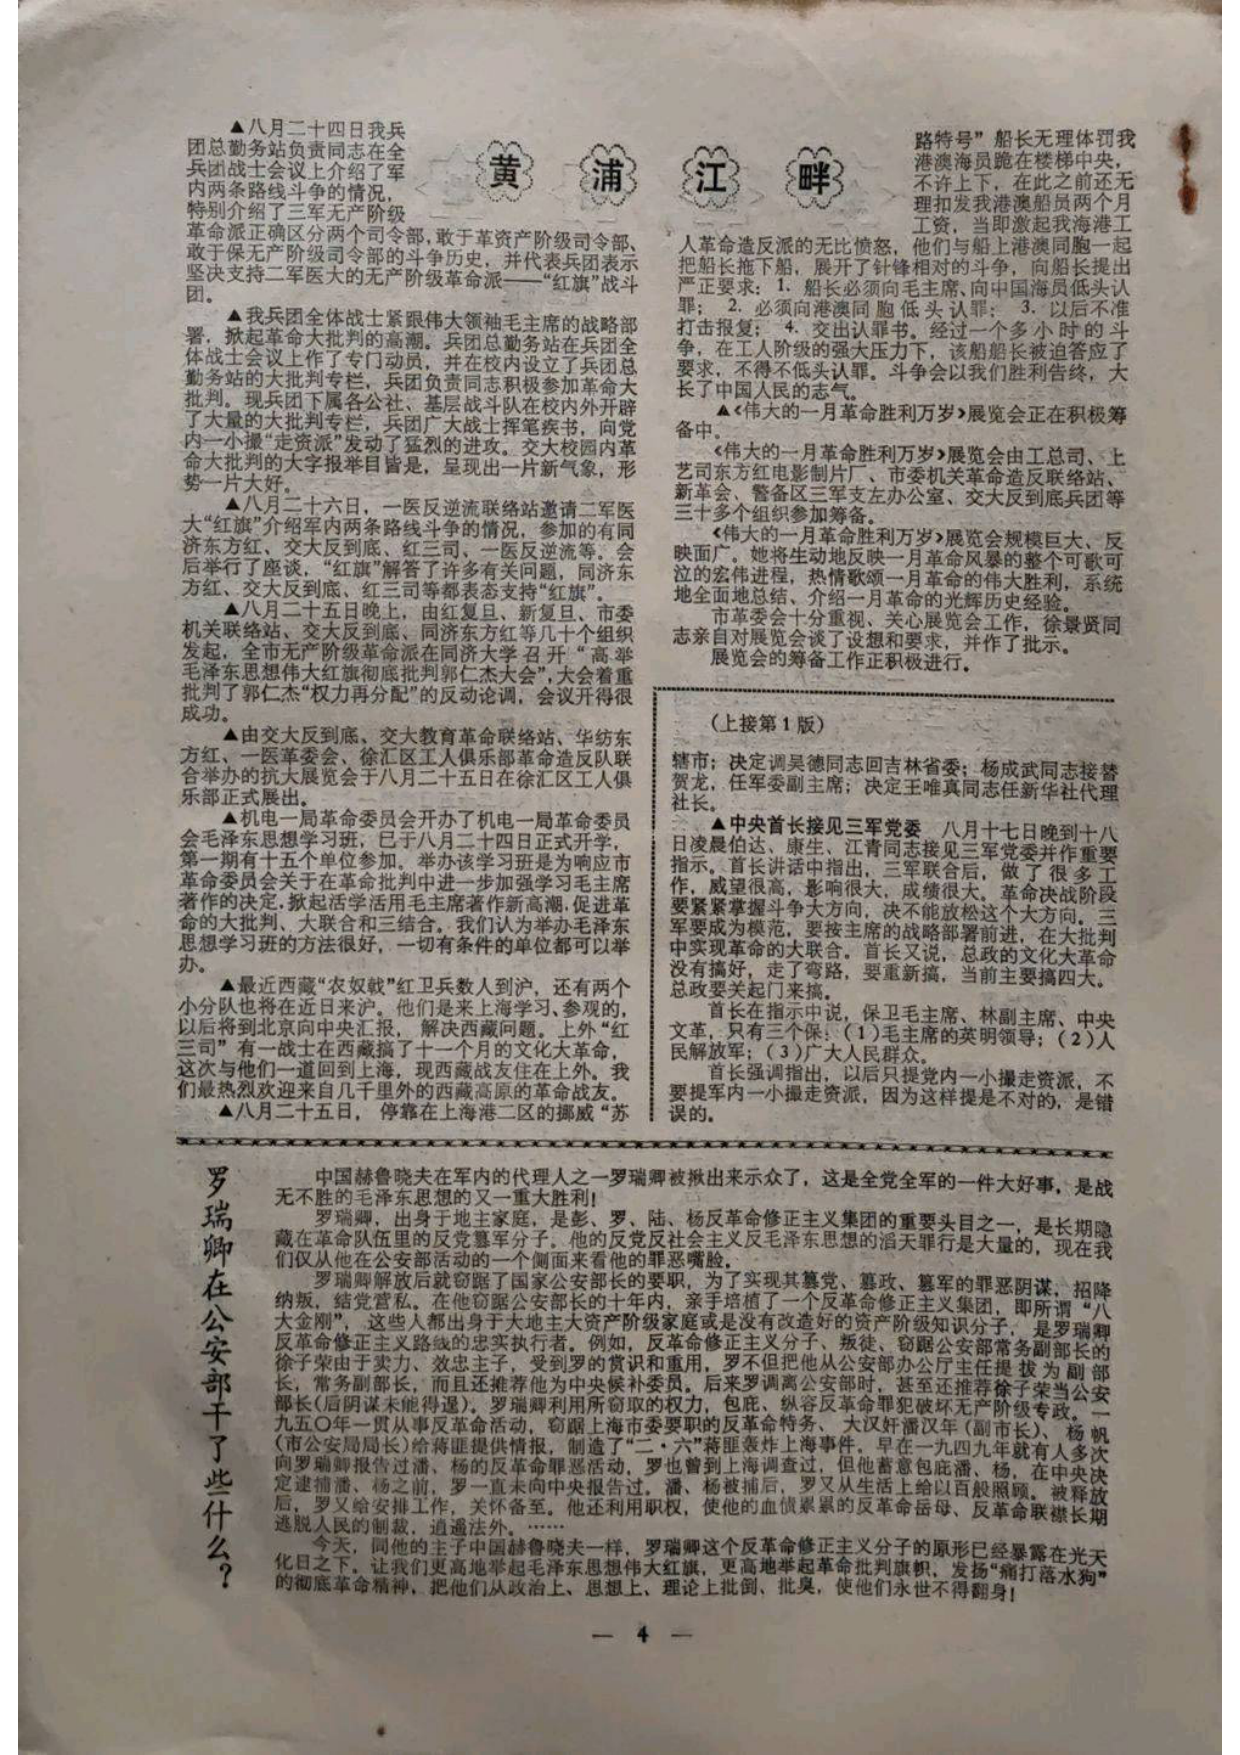 黄浦江畔
▲八月二十四日我兵
团总勤务站负责同志在全
兵团战士会议上介绍了军
内两条路线斗争的情况，
特别介绍了三军无产阶级
革命派正确区分两个司令部，敢于革资产阶级司令部、
敢于保无产阶级司令部的斗争历史，并代表兵团表示
坚决支持二军医大的无产阶级革命派——“红旗”战斗
团。
▲我兵团全体战士紧跟伟大领袖毛主席的战略部
署，掀起革命大批判的高潮。兵团总勤务站在兵团全
体战士会议上作了专门动员，并在校内设立了兵团总
勤务站的大批判专栏，兵团负责同志积极参加革命大
批判。现兵团下属各公社、基层战斗队在校内外开辟
了大量的大批判专栏，兵团广大战士挥笔疾书，向党
内一小撮“走资派”发动了猛烈的进攻。交大校园内革
命大批判的大字报举目皆是，呈现出一片新气象，形
势一片大好。
▲八月二十六日，一医反逆流联络站邀请二军医
大“红旗”介绍军内两条路线斗争的情况，参加的有同
济东方红、交大反到底、红三司、一医反逆流等。会
后举行了座谈，“红旗”解答了许多有关问题，同济东
方红、交大反到底、红三司等都表态支持“红旗”。
▲八月二十五日晚上，由红复旦、新复旦、市委
机关联络站、交大反到底、同济东方红等几十个组织
发起，全市无产阶级革命派在同济大学召开“高举
毛泽东思想伟大红旗彻底批判郭仁杰大会”，大会着重
批判了郭仁杰“权力再分配”的反动论调，会议开得很
成功。
▲由交大反到底、交大教育革命联络站、华纺东
方红、一医革委会、徐汇区工人俱乐部革命造反队联
合举办的抗大展览会于八月二十五日在徐汇区工人俱
乐部正式展出。
▲机电一局革命委员会开办了机电一局革命委员
会毛泽东思想学习班，已于八月二十四日正式开学，
第一期有十五个单位参加。举办该学习班是为响应市
革命委员会关于在革命批判中进一步加强学习毛主席
著作的决定，掀起活学活用毛主席著作新高潮，促进革
命的大批判、大联合和三结合。我们认为举办毛泽东
思想学习班的方法很好，一切有条件的单位都可以举
办。
▲最近西藏“农奴戟”红卫兵数人到沪，还有两个
小分队也将在近日来沪。他们是来上海学习、参观的，
以后将到北京向中央汇报，解决西藏问题。上外“红
三司”有一战士在西藏搞了十一个月的文化大革命，
这次与他们一道回到上海，现西藏战友住在上外。我
们最热烈欢迎来自几千里外的西藏高原的革命战友。
▲八月二十五日，停靠在上海港二区的挪威“苏
路特号”船长无理体罚我
港澳海员跪在楼梯中央，
不许上下，在此之前还无
理扣发我港澳船员两个月
工资，当即激起我海港工
人革命造反派的无比愤怒，他们与船上港澳同胞一起
把船长拖下船，展开了针锋相对的斗争，向船长提出
严正要求：1．船长必须向毛主席、向中国海员低头认
罪；2．必须向港澳同胞低头认罪；3．以后不准
打击报复；4．交出认罪书。经过一个多小时的斗
争，在工人阶级的强大压力下，该船船长被迫答应了
要求，不得不低头认罪。斗争会以我们胜利告终，大
长了中国人民的志气。
▲《伟大的一月革命胜利万岁》展览会正在积极筹
备中。
《伟大的一月革命胜利万岁》展览会由工总司、上
艺司东方红电影制片厂、市委机关革命造反联络站、
新革会、警备区三军支左办公室、交大反到底兵团等
三十多个组织参加筹备。
《伟大的一月革命胜利万岁》展览会规模巨大、反
映面广。她将生动地反映一月革命风暴的整个可歌可
泣的宏伟进程，热情歌颂一月革命的伟大胜利，系统
地全面地总结、介绍一月革命的光辉历史经验。
市革委会十分重视、关心展览会工作，徐景贤同
志亲自对展览会谈了设想和要求，并作了批示。
展览会的筹备工作正积极进行。
（上接第1版）
辖市；决定调吴德同志回吉林省委；杨成武同志接替
贺龙，任军委副主席；决定王唯真同志任新华社代理
社长。
▲中央首长接见三军党委　八月十七日晚到十八
日凌晨伯达、康生、江青同志接见三军党委并作重要
指示。首长讲话中指出，三军联合后，做了很多工
作，威望很高，影响很大，成绩很大。革命决战阶段
要紧紧掌握斗争大方向，决不能放松这个大方向。三
军要成为模范，要按主席的战略部署前进，在大批判
中实现革命的大联合。首长又说，总政的文化大革命
没有搞好，走了弯路，要重新搞，当前主要搞四大。
总政要关起门来搞。
首长在指示中说，保卫毛主席、林副主席、中央
文革，只有三个保：（1）毛主席的英明领导；（2）人
民解放军；（3）广大人民群众。
首长强调指出，以后只提党内一小撮走资派，不
要提军内一小撮走资派，因为这样提是不对的，是错
误的。
罗瑞卿在公安部干了些什么？
中国赫鲁晓夫在军内的代理人之一罗瑞卿被揪出来示众了，这是全党全军的一件大好事，是战
无不胜的毛泽东思想的又一重大胜利！
罗瑞卿，出身于地主家庭，是彭、罗、陆、杨反革命修正主义集团的重要头目之一，是长期隐
藏在革命队伍里的反党篡军分子。他的反党反社会主义反毛泽东思想的滔天罪行是大量的，现在我
们仅从他在公安部活动的一个侧面来看他的罪恶嘴脸。
罗瑞卿解放后就窃踞了国家公安部长的要职，为了实现其篡党、篡政、篡军的罪恶阴谋，招降
纳叛，结党营私。在他窃踞公安部长的十年内，亲手培植了一个反革命修正主义集团，即所谓“八
大金刚”，这些人都出身于大地主大资产阶级家庭或是没有改造好的资产阶级知识分子，是罗瑞卿
反革命修正主义路线的忠实执行者。例如，反革命修正主义分子、叛徒、窃踞公安部常务副部长的
徐子荣由于卖力、效忠主子，受到罗的赏识和重用，罗不但把他从公安部办公厅主任提拔为副部
长，常务副部长，而且还推荐他为中央候补委员。后来罗调离公安部时，甚至还推荐徐子荣当公安
部长（后阴谋未能得逞）。罗瑞卿利用所窃取的权力，包庇、纵容反革命罪犯破坏无产阶级专政。一
九五〇年一贯从事反革命活动，窃踞上海市委要职的反革命特务、大汉奸潘汉年（副市长）、杨帆
（市公安局局长）给蒋匪提供情报，制造了“二·六”蒋匪轰炸上海事件。早在一九四九年就有人多次
向罗瑞卿报告过潘、杨的反革命罪恶活动，罗也曾到上海调查过，但他蓄意包庇潘、杨，在中央决
定逮捕潘、杨之前，罗一直未向中央报告过。潘、杨被捕后，罗又从生活上给以百般照顾。被释放
后，罗又给安排工作，关怀备至。他还利用职权，使他的血债累累的反革命岳母、反革命联襟长期
逃脱人民的制裁，逍遥法外。……
今天，同他的主子中国赫鲁晓夫一样，罗瑞卿这个反革命修正主义分子的原形已经暴露在光天
化日之下。让我们更高地举起毛泽东思想伟大红旗，更高地举起革命批判旗帜，发扬“痛打落水狗”
的彻底革命精神，把他们从政治上、思想上、理论上批倒、批臭，使他们永世不得翻身！
— 4 —